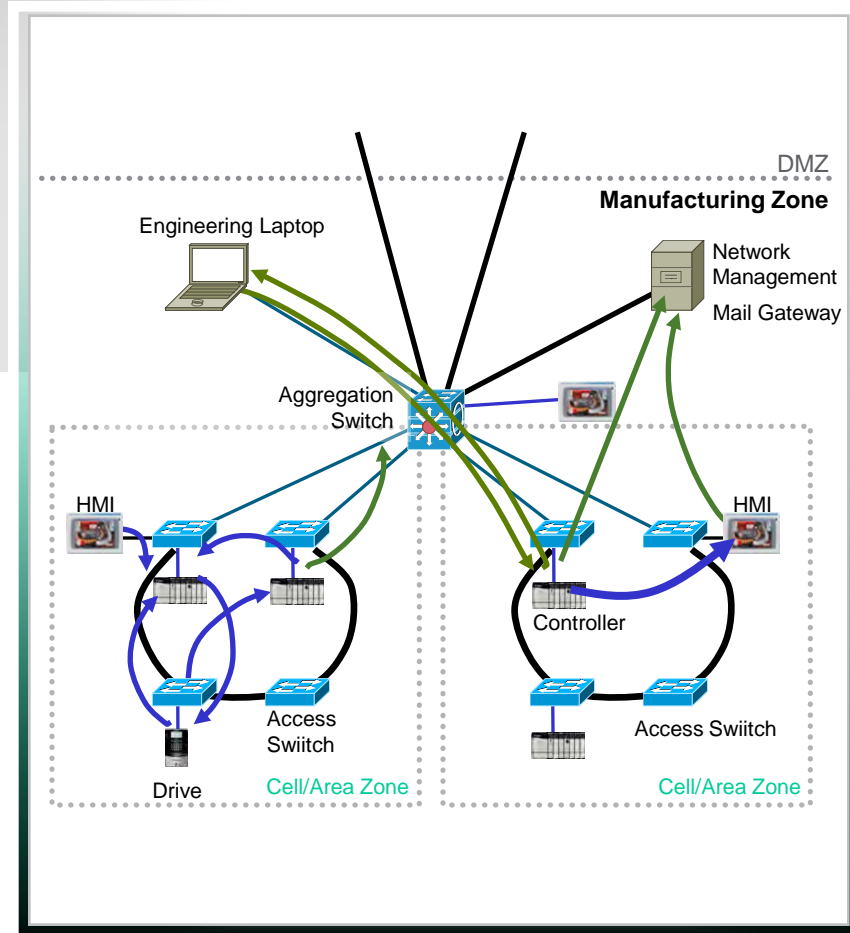 DMZ
Manufacturing Zone
Engineering Laptop
Network
Management
Mail Gateway
Aggregation
Switch
HMI
HMI
Controller
Access
Swiitch
Access Swiitch
Drive
Cell/Area Zone
Cell/Area Zone